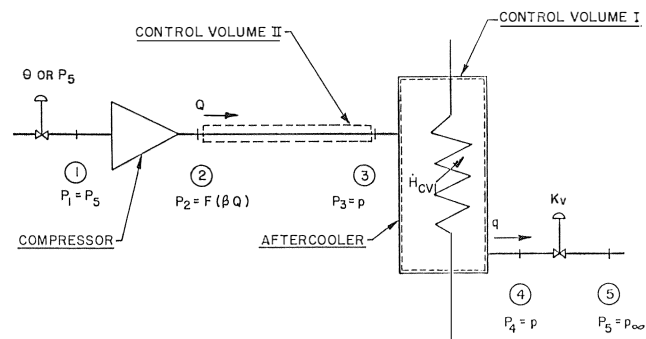 CONTROL VOLUME II
CONTROL VOLUME I
θ OR P5
Q
1
P1 = P5
COMPRESSOR
2
P2 = F(βQ)
3
P3 = p
AFTERCOOLER
ḢCV
q
Kv
4
P4 = p
5
P5 = p∞